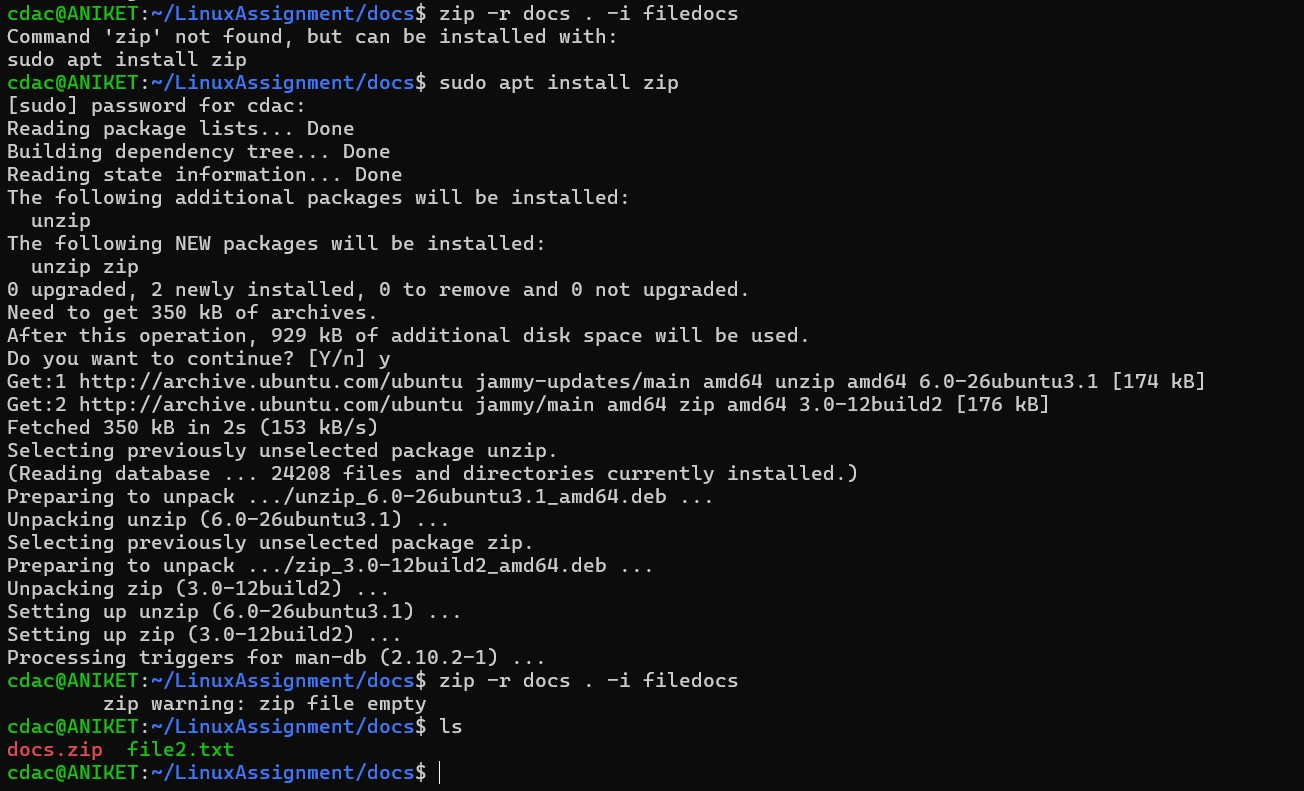 cdac@ANIKET:~/LinuxAssignment/docs$ zip -r docs . -i filedocs
Command 'zip' not found, but can be installed with:
sudo apt install zip
cdac@ANIKET:~/LinuxAssignment/docs$ sudo apt install zip
[sudo] password for cdac:
Reading package lists... Done
Building dependency tree... Done
Reading state information... Done
The following additional packages will be installed:
  unzip
The following NEW packages will be installed:
  unzip zip
0 upgraded, 2 newly installed, 0 to remove and 0 not upgraded.
Need to get 350 kB of archives.
After this operation, 929 kB of additional disk space will be used.
Do you want to continue? [Y/n] y
Get:1 http://archive.ubuntu.com/ubuntu jammy-updates/main amd64 unzip amd64 6.0-26ubuntu3.1 [174 kB]
Get:2 http://archive.ubuntu.com/ubuntu jammy/main amd64 zip amd64 3.0-12build2 [176 kB]
Fetched 350 kB in 2s (153 kB/s)
Selecting previously unselected package unzip.
(Reading database ... 24208 files and directories currently installed.)
Preparing to unpack .../unzip_6.0-26ubuntu3.1_amd64.deb ...
Unpacking unzip (6.0-26ubuntu3.1) ...
Selecting previously unselected package zip.
Preparing to unpack .../zip_3.0-12build2_amd64.deb ...
Unpacking zip (3.0-12build2) ...
Setting up unzip (6.0-26ubuntu3.1) ...
Setting up zip (3.0-12build2) ...
Processing triggers for man-db (2.10.2-1) ...
cdac@ANIKET:~/LinuxAssignment/docs$ zip -r docs . -i filedocs
        zip warning: zip file empty
cdac@ANIKET:~/LinuxAssignment/docs$ ls
docs.zip  file2.txt
cdac@ANIKET:~/LinuxAssignment/docs$